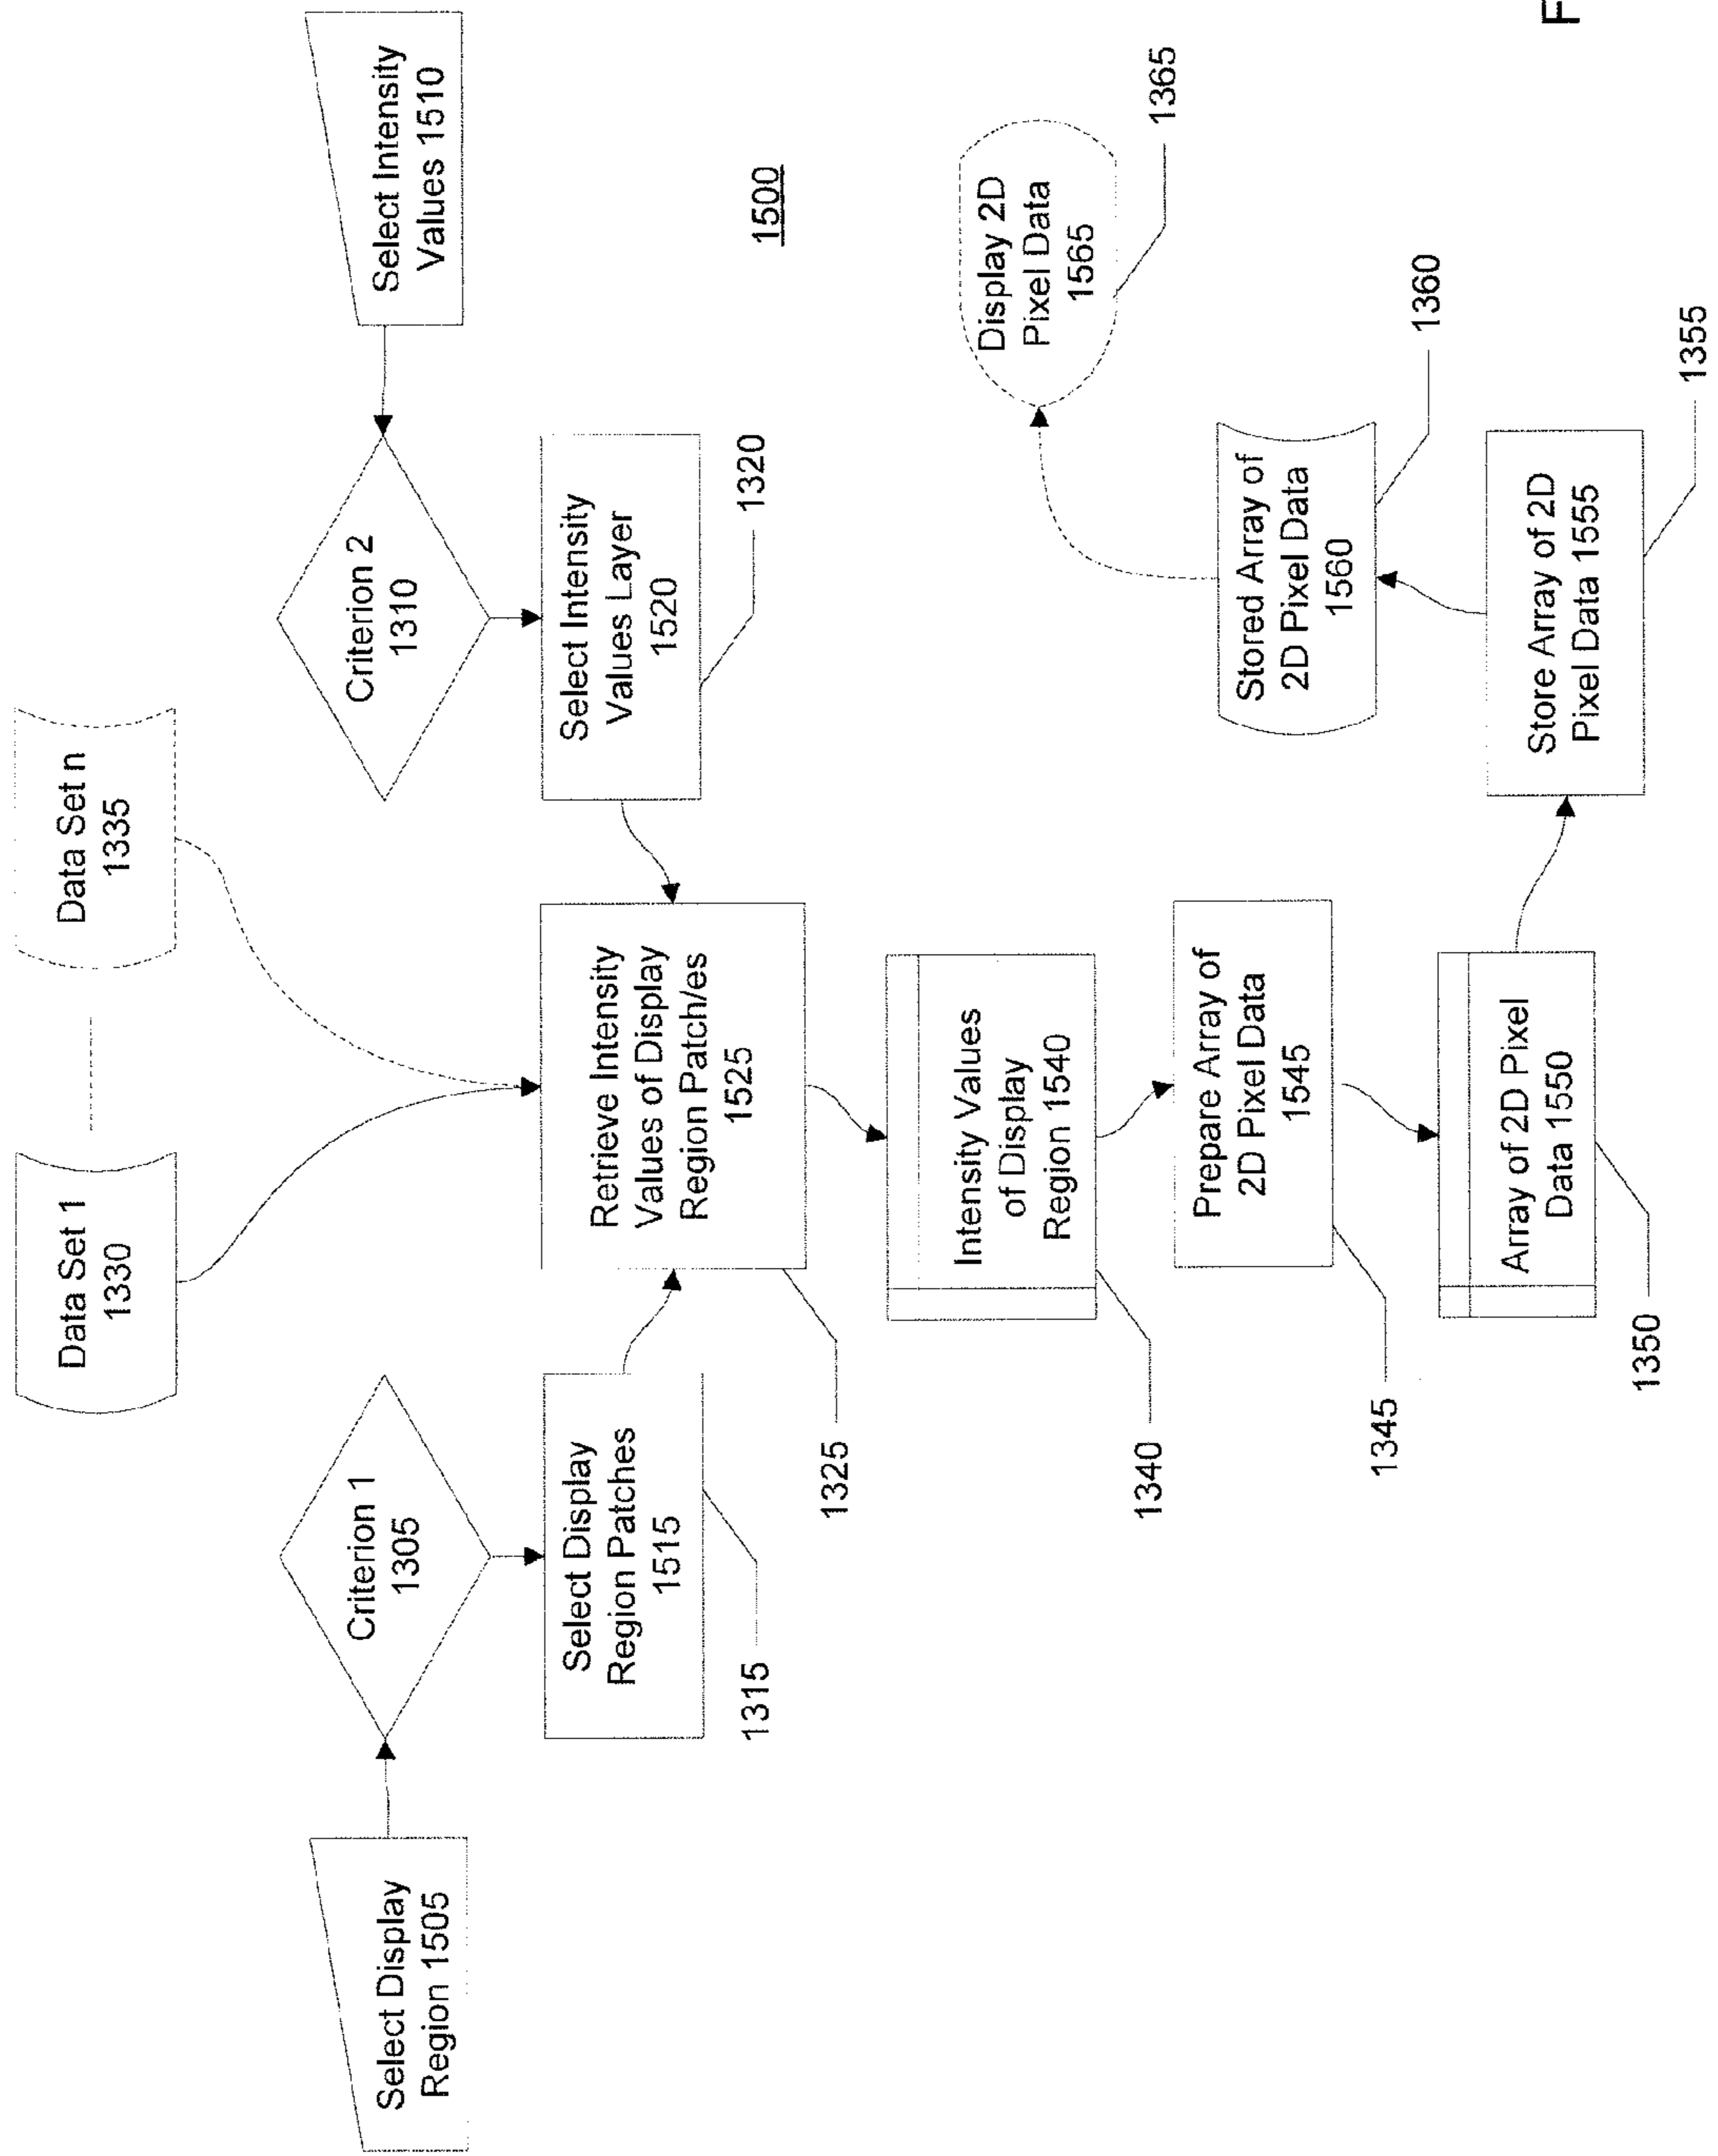 Data Set 1
1330
Data Set n
1335
Select Display
Region 1505
Criterion 1
1305
Criterion 2
1310
Select Intensity
Values 1510
Select Display
Region Patches
1515
1315
Retrieve Intensity
Values of Display
Region Patch/es
1525
1325
Select Intensity
Values Layer
1520
1320
1500
Intensity Values
of Display
Region 1540
1340
Prepare Array of
2D Pixel Data
1545
1345
Array of 2D Pixel
Data 1550
1350
Store Array of 2D
Pixel Data 1555
1355
Stored Array of
2D Pixel Data
1560
1360
Display 2D
Pixel Data
1565
1365
F